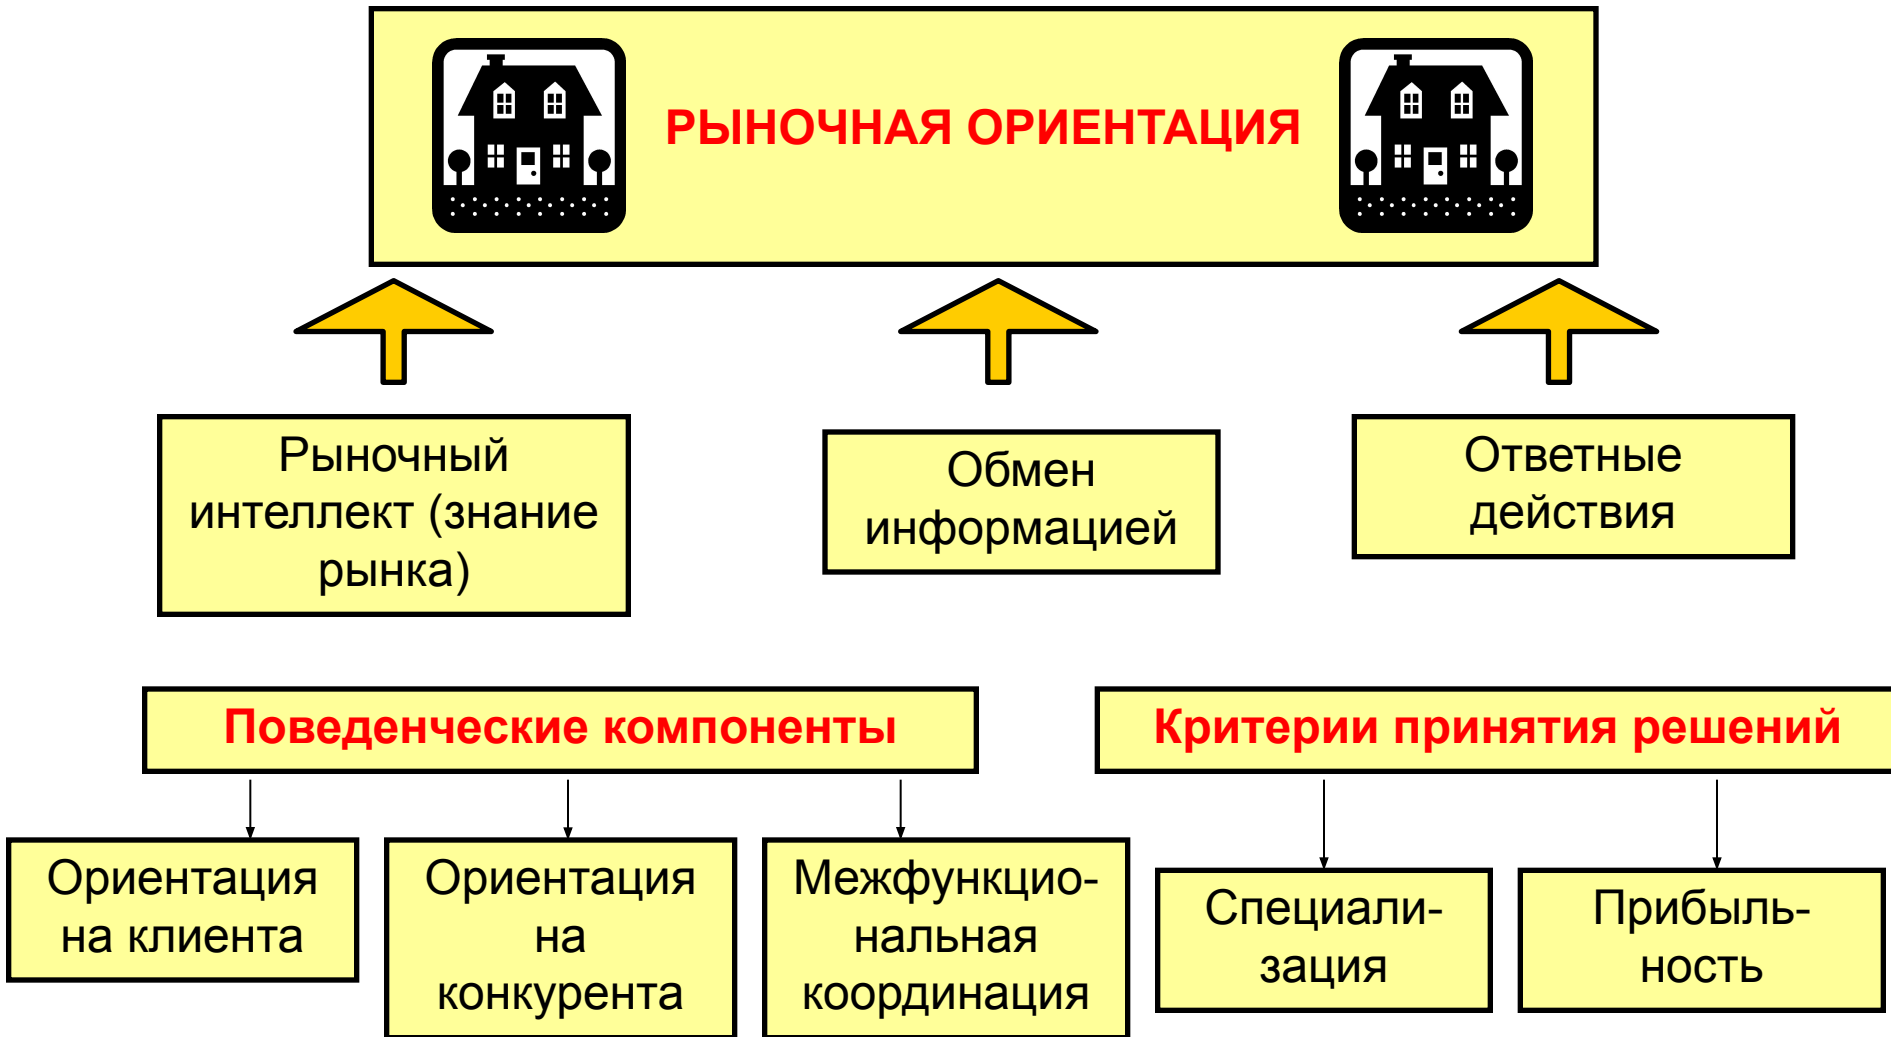 РЫНОЧНАЯ ОРИЕНТАЦИЯ
Рыночный
интеллект (знание
рынка)
Обмен
информацией
Ответные
действия
Поведенческие компоненты
Критерии принятия решений
Ориентация
на клиента
Ориентация
на
конкурента
Межфункцио-
нальная
координация
Специали-
зация
Прибыль-
ность